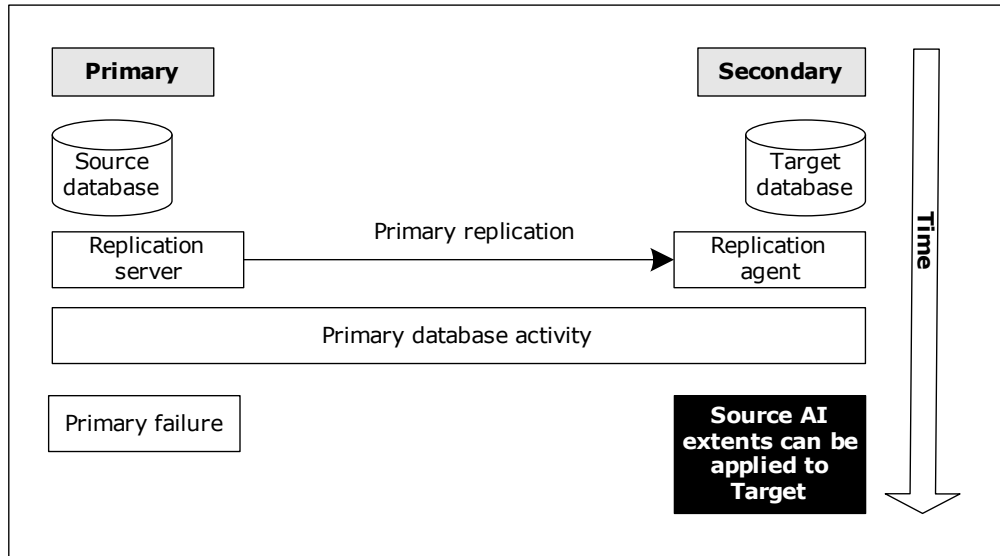 Primary
Secondary
Source
database
Target
database
Time
Replication
server
Primary replication
Replication
agent
Primary database activity
Primary failure
Source AI
extents can be
applied to
Target